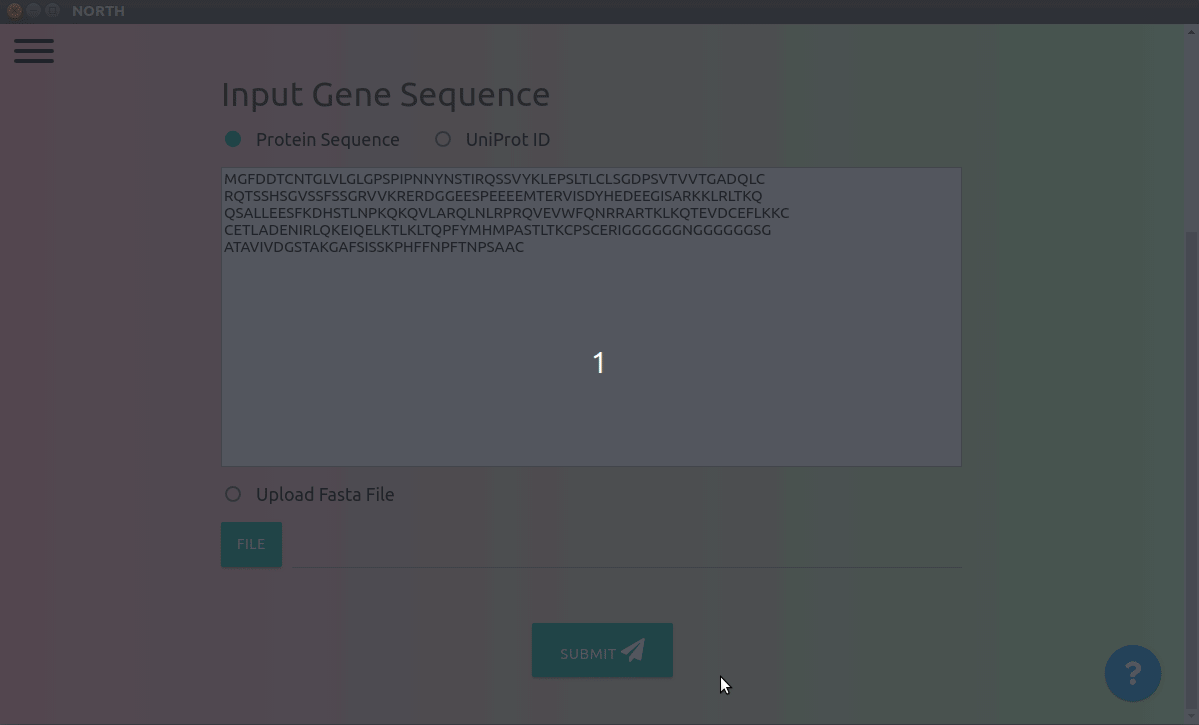 NORTH
Input Gene Sequence
Protein Sequence UniProt ID
MGFDDTCNTGLVLGLGPSPIPNNYNSTIRQSSVYKLEPSLTLCLSGDPSVTVVTGADQLC
RQTSSHSGVSSFSSGRVVKRERDGGEESPEEEEMTERVISDYHEDEEGISARKKLRLTKQ
QSALLEESFKDHSTLNPKQKQVLARQLNLRPRQVEVWFQNRRARTKLKQTEVDCEFLKKC
CETLADENIRLQKEIQELKTLKLTQPFYMHMPASTLTKCPSCERIGGGGGGNGGGGGGSG
ATAVIVDGSTAKGAFSISSKPHFFNPFTNPSAAC
1
Upload Fasta File
FILE
SUBMIT
?